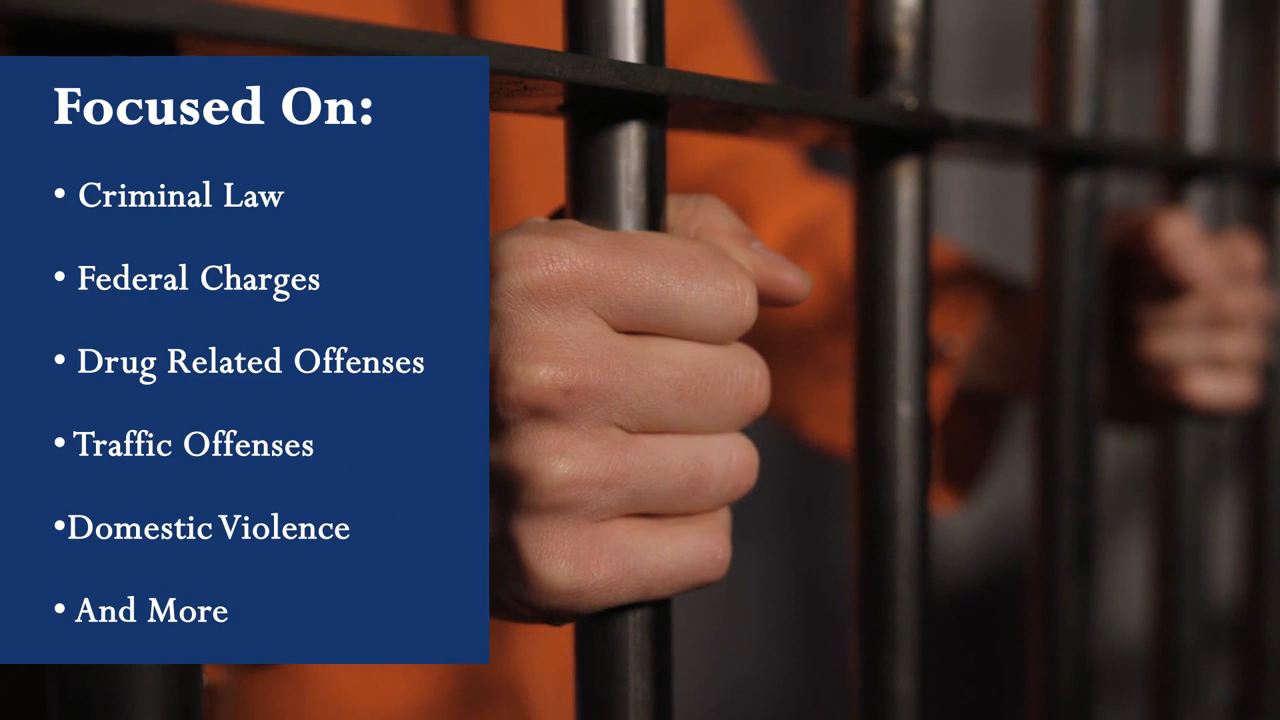 Focused On:
• Criminal Law
• Federal Charges
• Drug Related Offenses
• Traffic Offenses
•Domestic Violence
• And More